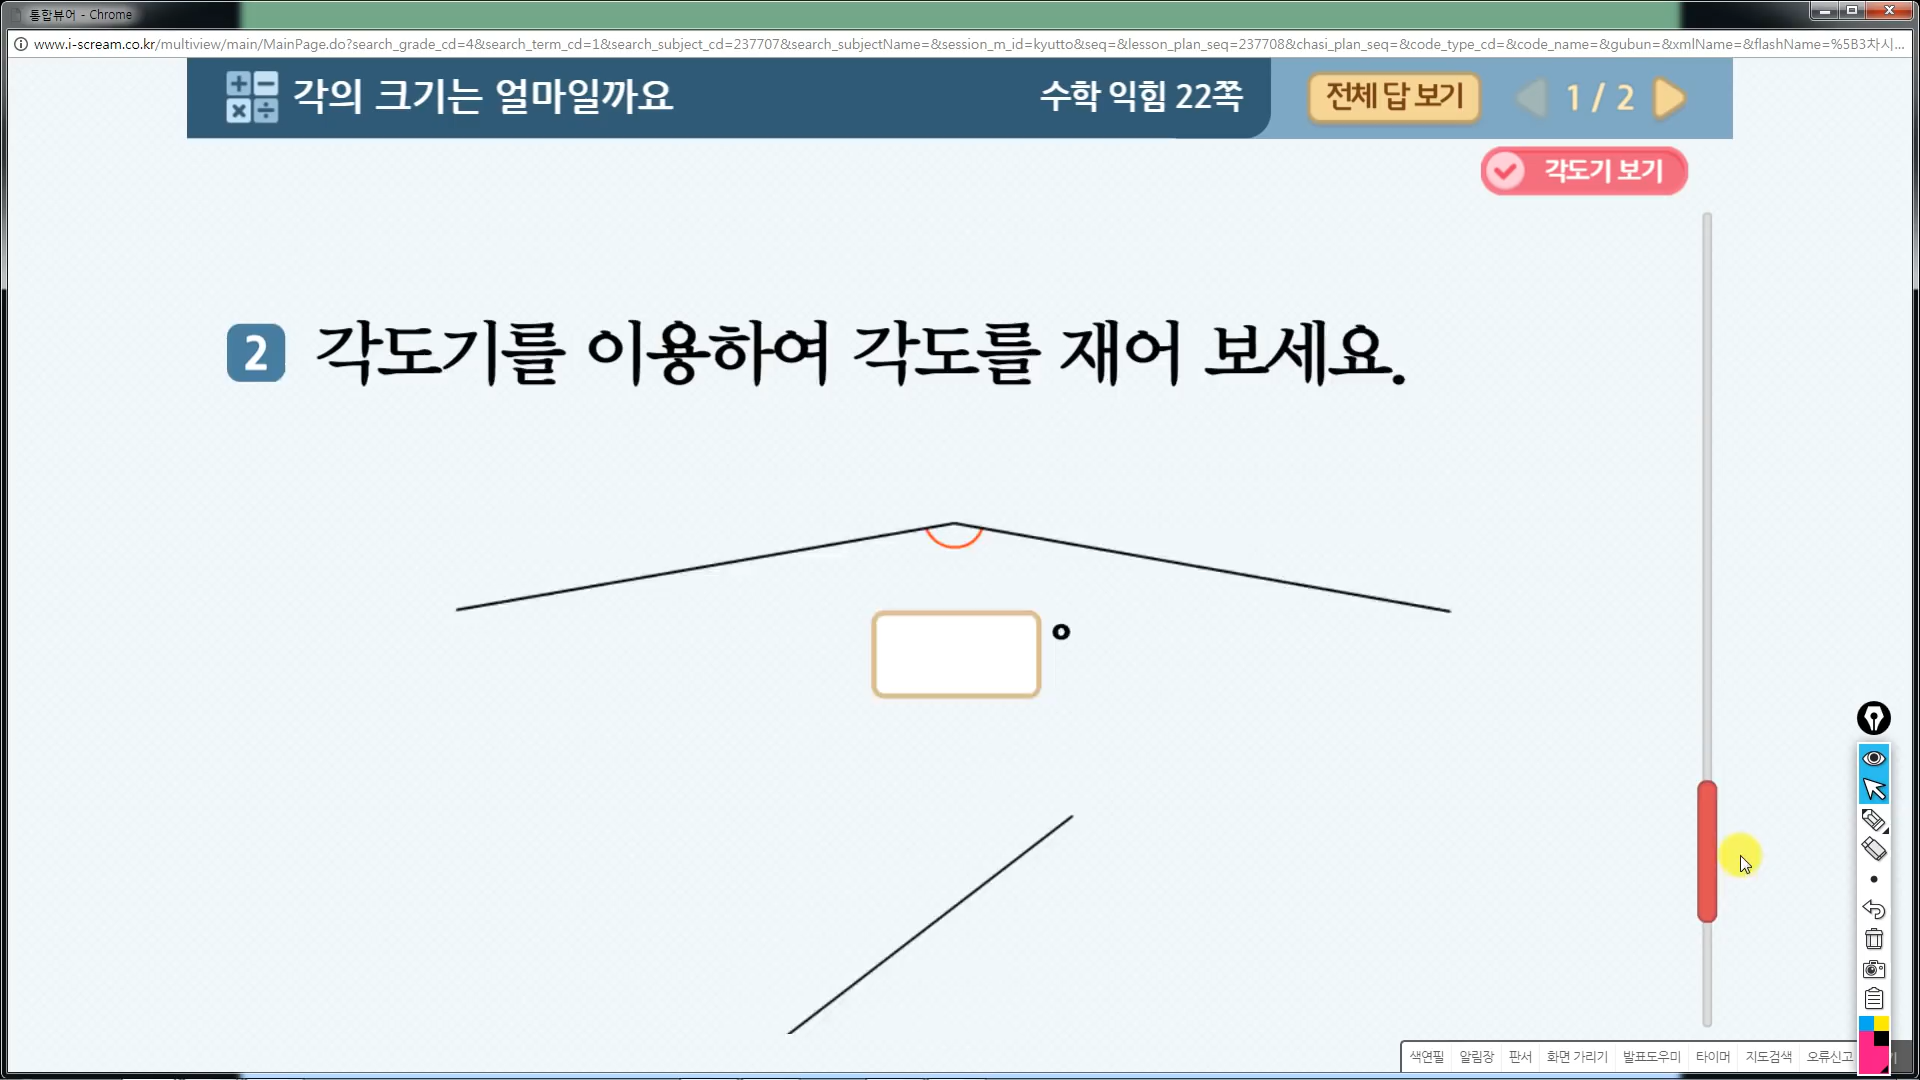 통합뷰어 - Chrome
www.i-scream.co.kr/multiview/main/MainPage.do?search_grade_cd=4&search_term_cd=1&search_subject_cd=237707&search_subjectName=&session_m_id=kyutto&seq=&lesson_plan_seq=237708&chasi_plan_seq=&code_type_cd=&code_name=&gubun=&xmlName=&flashName=%5B3차시...
각의 크기는 얼마일까요
수학 익힘 22쪽
전체 답 보기
1 / 2
각도기 보기
2 각도기를 이용하여 각도를 재어 보세요.
°
색연필 알림장 판서 화면 가리기 발표도우미 타이머 지도검색 오류신고